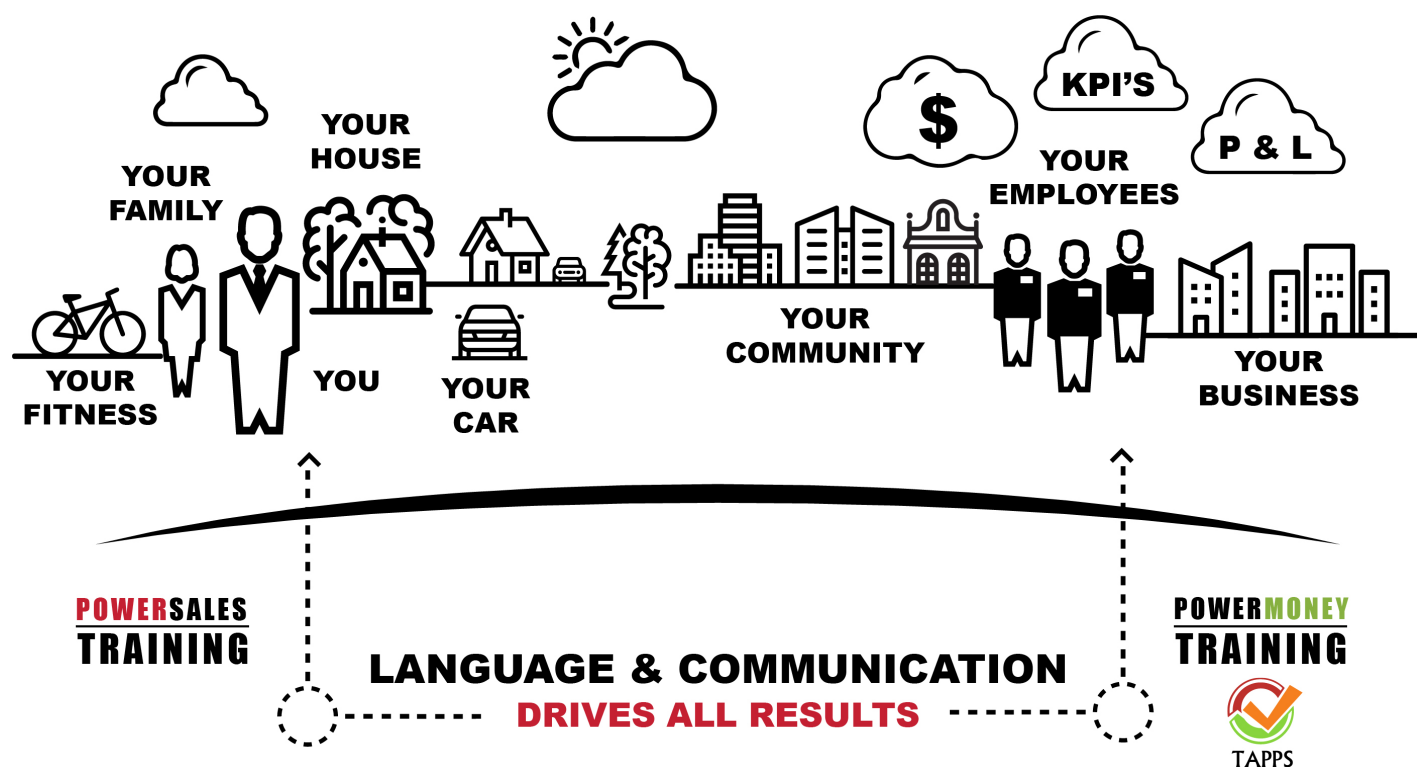 KPI'S
$
P & L
YOUR
HOUSE
YOUR
FAMILY
YOUR
EMPLOYEES
YOUR
FITNESS
YOU
YOUR
CAR
YOUR
COMMUNITY
YOUR
BUSINESS
POWERSALES
TRAINING
POWERMONEY
TRAINING
LANGUAGE & COMMUNICATION
DRIVES ALL RESULTS
TAPPS